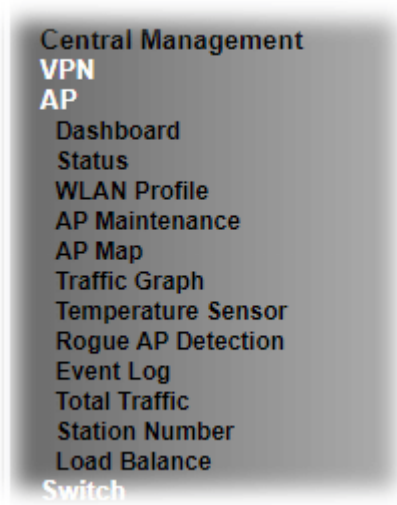 Central Management
VPN
AP
Dashboard
Status
WLAN Profile
AP Maintenance
AP Map
Traffic Graph
Temperature Sensor
Rogue AP Detection
Event Log
Total Traffic
Station Number
Load Balance
Switch